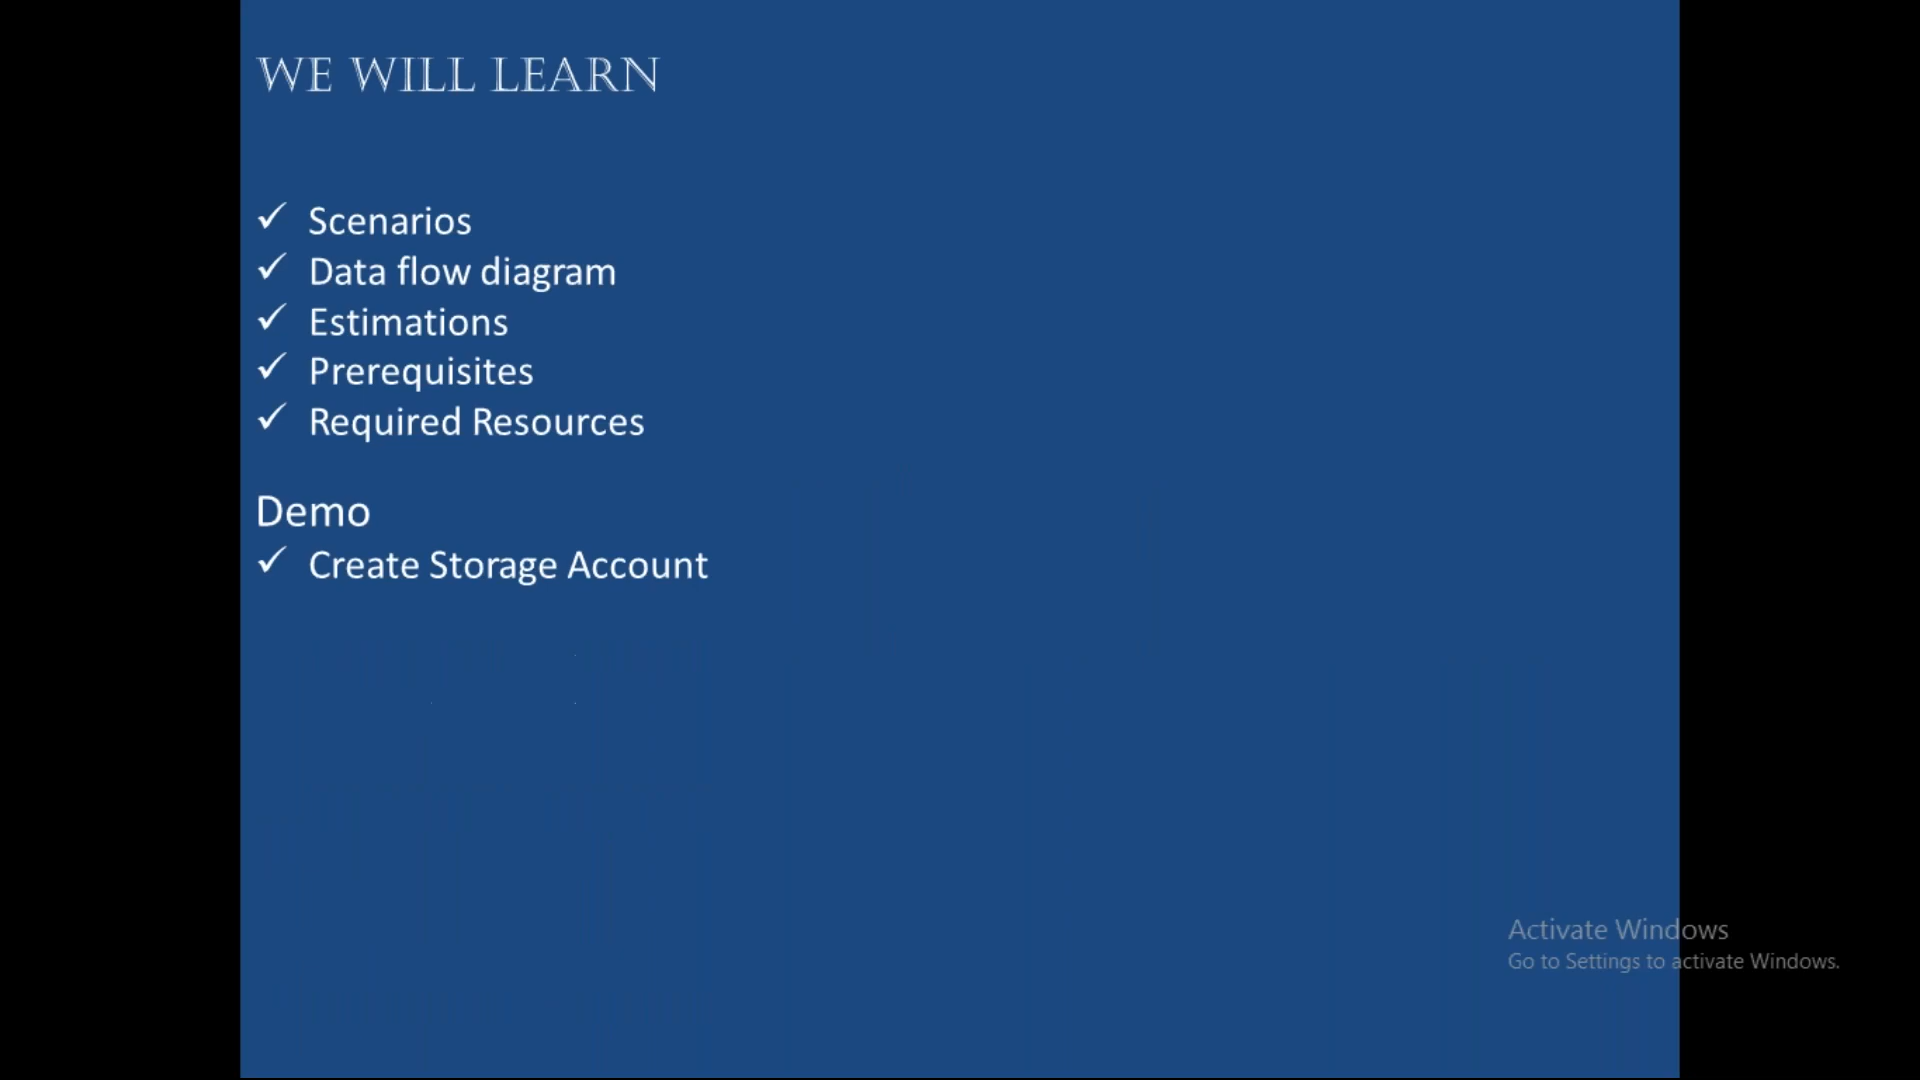 WE WILL LEARN
✓ Scenarios
✓ Data flow diagram
✓ Estimations
✓ Prerequisites
✓ Required Resources
Demo
✓ Create Storage Account
Activate Windows
Go to Settings to activate Windows.